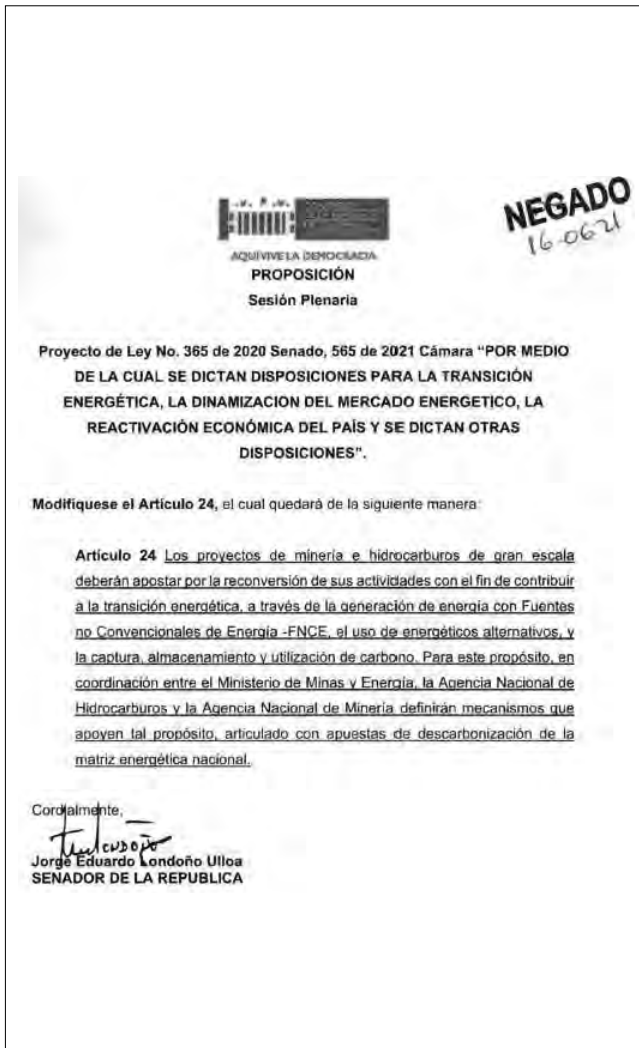 NEGADO
16-0621
AQUÍ VIVE LA DEMOCRACIA
PROPOSICIÓN
Sesión Plenaria
Proyecto de Ley No. 365 de 2020 Senado, 565 de 2021 Cámara “POR MEDIO
DE LA CUAL SE DICTAN DISPOSICIONES PARA LA TRANSICIÓN
ENERGÉTICA, LA DINAMIZACION DEL MERCADO ENERGETICO, LA
REACTIVACIÓN ECONÓMICA DEL PAÍS Y SE DICTAN OTRAS
DISPOSICIONES”.
Modifíquese el Artículo 24, el cual quedará de la siguiente manera:
Artículo 24 Los proyectos de minería e hidrocarburos de gran escala
deberán apostar por la reconversión de sus actividades con el fin de contribuir
a la transición energética, a través de la generación de energía con Fuentes
no Convencionales de Energía -FNCE, el uso de energéticos alternativos, y
la captura, almacenamiento y utilización de carbono. Para este propósito, en
coordinación entre el Ministerio de Minas y Energía, la Agencia Nacional de
Hidrocarburos y la Agencia Nacional de Minería definirán mecanismos que
apoyen tal propósito, articulado con apuestas de descarbonización de la
matriz energética nacional.
Cordialmente,
Jorge Eduardo Londoño Ulloa
SENADOR DE LA REPUBLICA